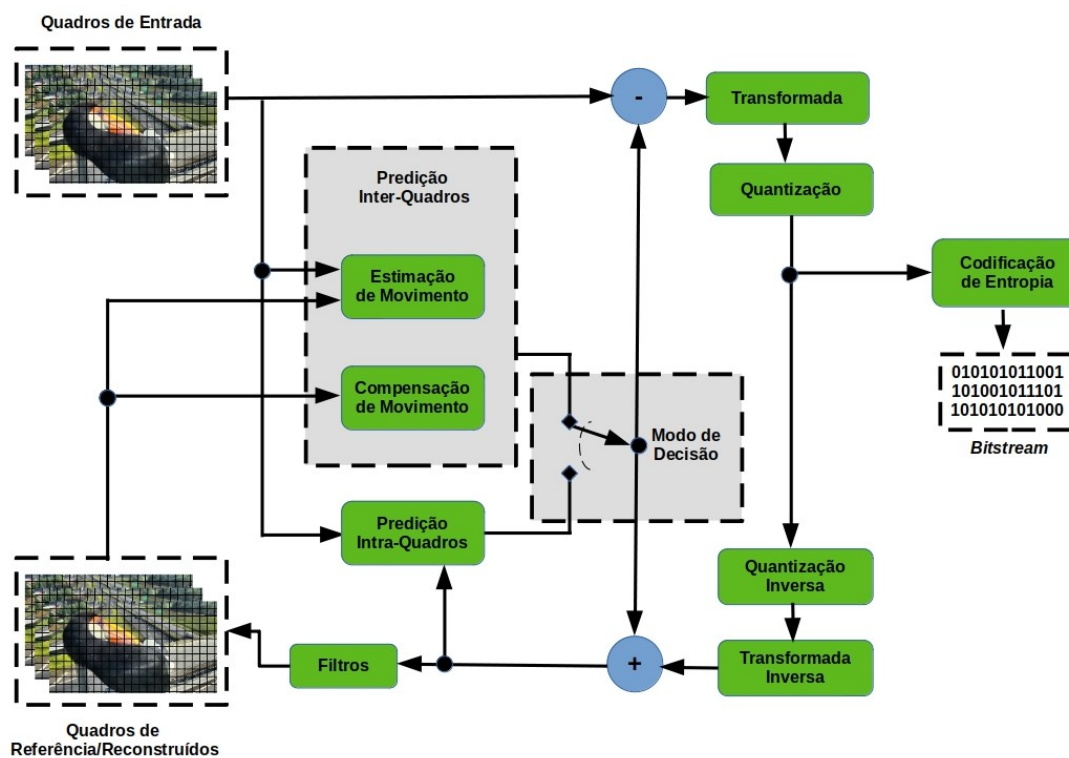 Quadros de Entrada
-
Transformada
Predição
Inter-Quadros
Quantização
Estimação
de Movimento
Codificação
de Entropia
Compensação
de Movimento
010101011001
101001011101
101010101000
Bitstream
Modo de
Decisão
Predição
Intra-Quadros
Quantização
Inversa
Filtros
+
Transformada
Inversa
Quadros de
Referência/Reconstruídos